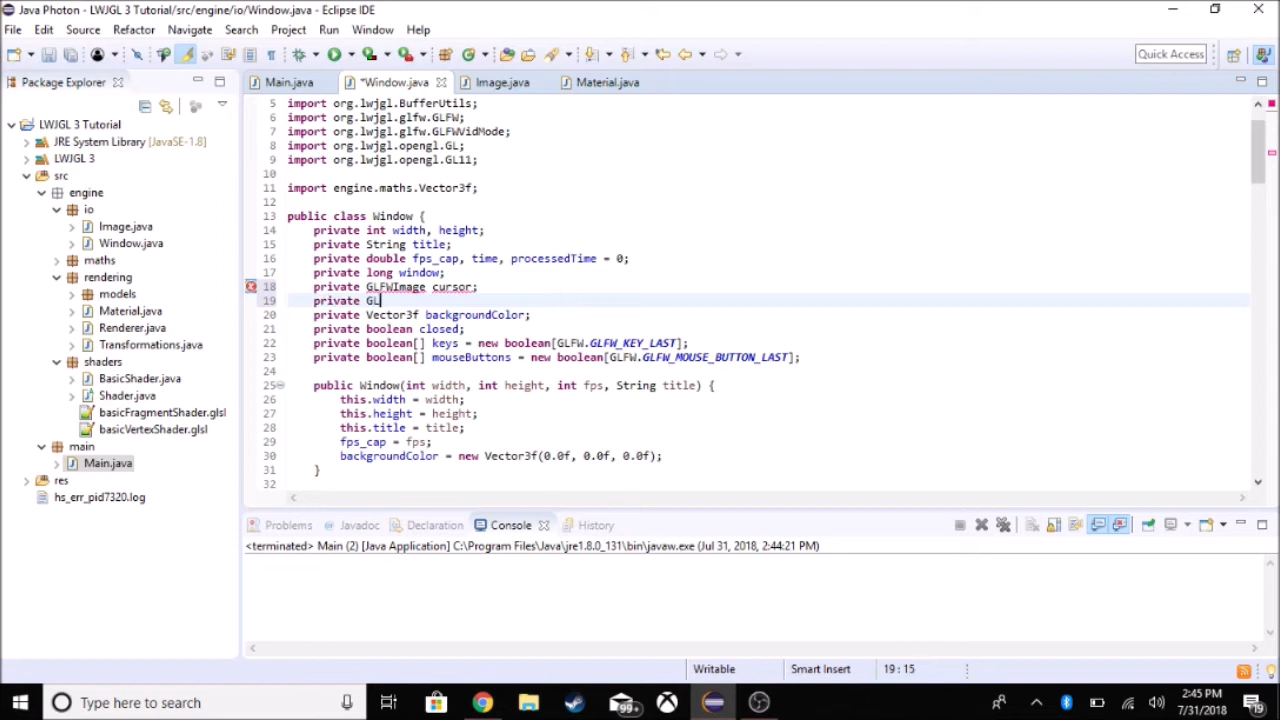 Java Photon - LWJGL 3 Tutorial/src/engine/io/Window.java - Eclipse IDE
File Edit Source Refactor Navigate Search Project Run Window Help
Quick Access
Package Explorer
LWJGL 3 Tutorial
JRE System Library [JavaSE-1.8]
LWJGL 3
src
engine
io
Image.java
Window.java
maths
rendering
models
Material.java
Renderer.java
Transformations.java
shaders
BasicShader.java
Shader.java
basicFragmentShader.glsl
basicVertexShader.glsl
main
Main.java
res
hs_err_pid7320.log
Main.java *Window.java Image.java Material.java
5 import org.lwjgl.BufferUtils;
6 import org.lwjgl.glfw.GLFW;
7 import org.lwjgl.glfw.GLFWVidMode;
8 import org.lwjgl.opengl.GL;
9 import org.lwjgl.opengl.GL11;
10
11 import engine.maths.Vector3f;
12
13 public class Window {
14 private int width, height;
15 private String title;
16 private double fps_cap, time, processedTime = 0;
17 private long window;
18 private GLFWImage cursor;
19 private GL
20 private Vector3f backgroundColor;
21 private boolean closed;
22 private boolean[] keys = new boolean[GLFW.GLFW_KEY_LAST];
23 private boolean[] mouseButtons = new boolean[GLFW.GLFW_MOUSE_BUTTON_LAST];
24
25 public Window(int width, int height, int fps, String title) {
26 this.width = width;
27 this.height = height;
28 this.title = title;
29 fps_cap = fps;
30 backgroundColor = new Vector3f(0.0f, 0.0f, 0.0f);
31 }
32
Problems Javadoc Declaration Console History
<terminated> Main (2) [Java Application] C:\Program Files\Java\jre1.8.0_131\bin\javaw.exe (Jul 31, 2018, 2:44:21 PM)
Writable Smart Insert 19 : 15
Type here to search
99+
2:45 PM
7/31/2018
19